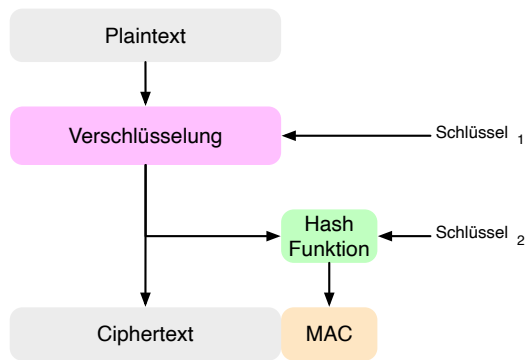 Plaintext
Verschlüsselung
Schlüssel 1
Hash
Funktion
Schlüssel 2
Ciphertext
MAC